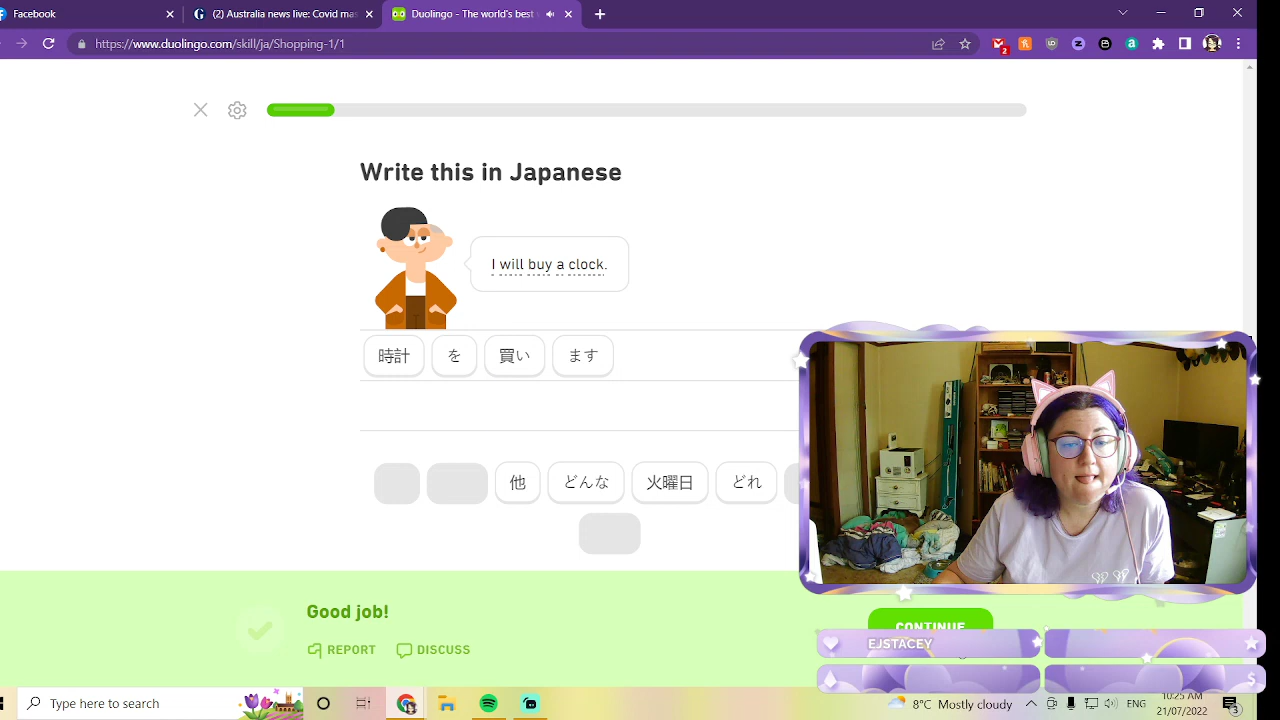 Facebook
(2) Australia news live: Covid mas
Duolingo - The world's best
https://www.duolingo.com/skill/ja/Shopping-1/1
2
Write this in Japanese
I will buy a clock.
時計 を 買い ます
他 どんな 火曜日 どれ
Good job!
CONTINUE
REPORT DISCUSS
EJSTACEY
$
Type here to search
8°C Mostly cloudy
ENG
10:25 AM
21/07/2022
3